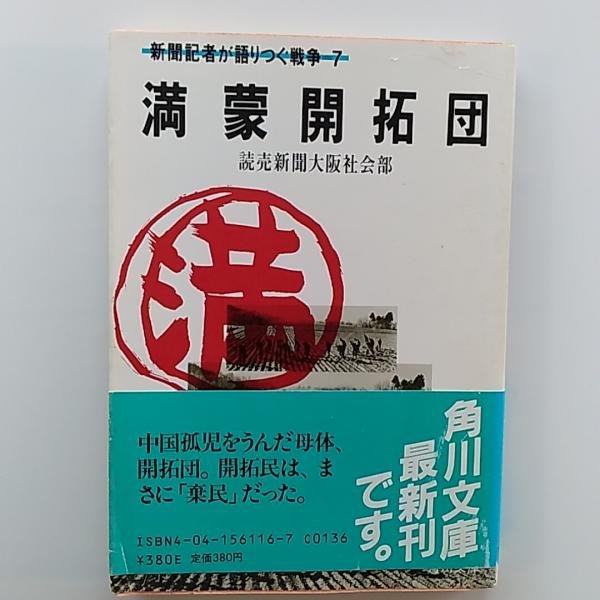 新聞記者が語りつぐ戦争—7
満蒙開拓団
読売新聞大阪社会部
満
中国孤児をうんだ母体、
開拓団。開拓民は、ま
さに「棄民」だった。
角川文庫
最新刊
です。
ISBN4-04-156116-7 C0136
¥380E 定価380円